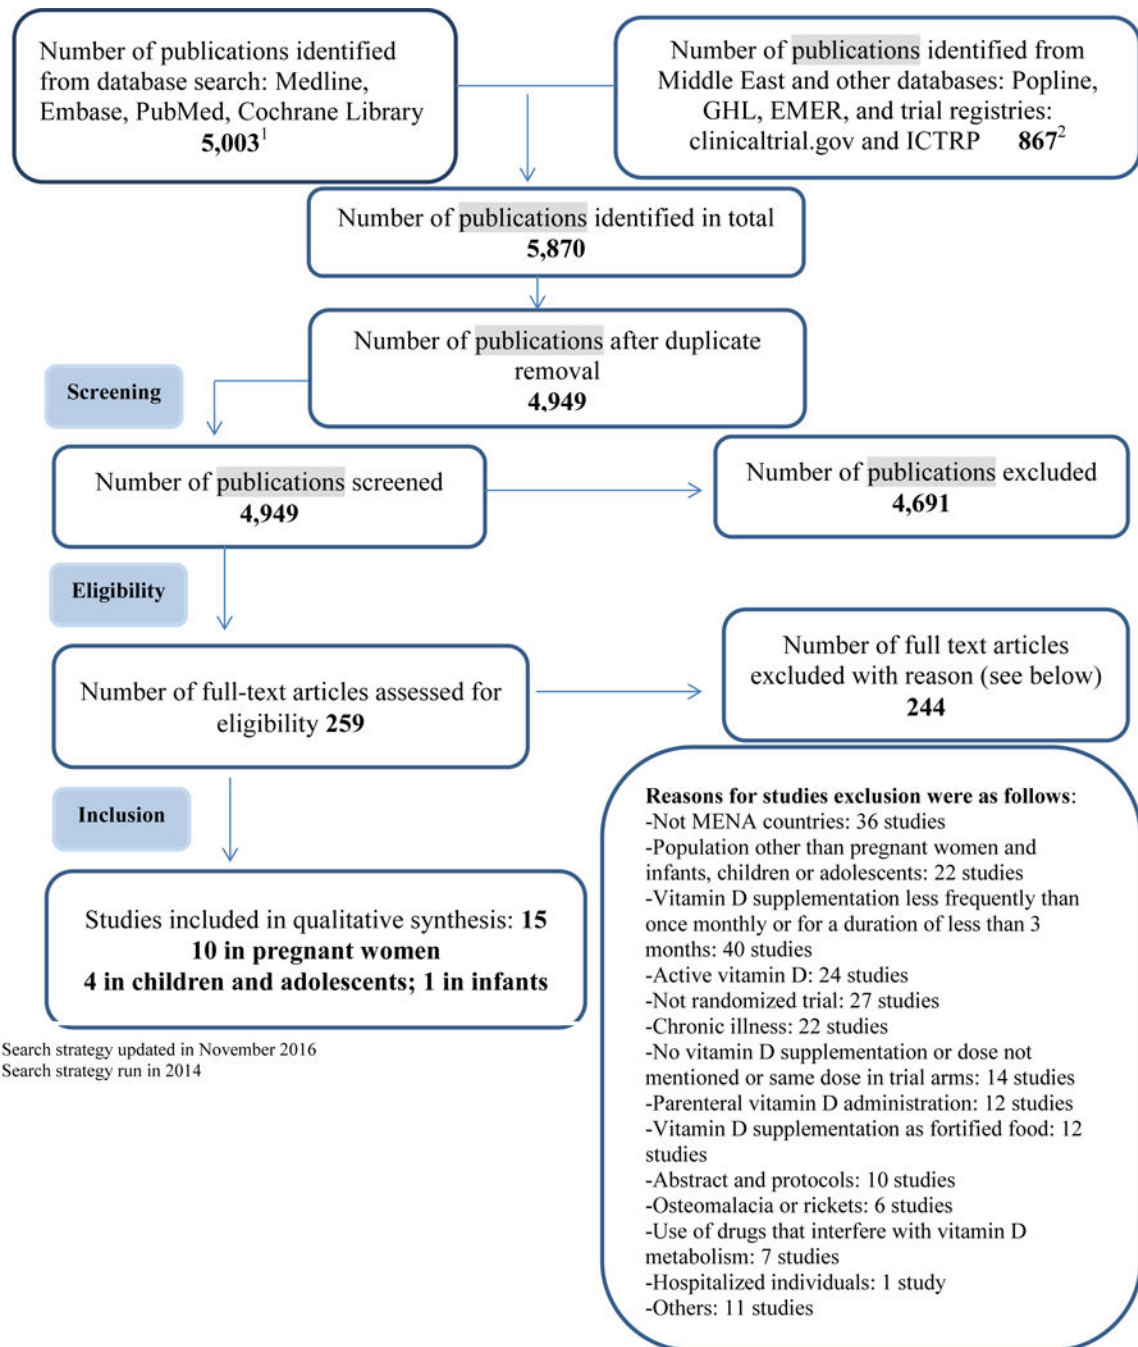 Number of publications identified
from database search: Medline,
Embase, PubMed, Cochrane Library
5,003¹
Number of publications identified from
Middle East and other databases: Popline,
GHL, EMER, and trial registries:
clinicaltrial.gov and ICTRP 867²
Number of publications identified in total
5,870
Number of publications after duplicate
removal
4,949
Screening
Number of publications screened
4,949
Number of publications excluded
4,691
Eligibility
Number of full-text articles assessed for
eligibility 259
Number of full text articles
excluded with reason (see below)
244
Inclusion
Studies included in qualitative synthesis: 15
10 in pregnant women
4 in children and adolescents; 1 in infants
Reasons for studies exclusion were as follows:
-Not MENA countries: 36 studies
-Population other than pregnant women and
infants, children or adolescents: 22 studies
-Vitamin D supplementation less frequently than
once monthly or for a duration of less than 3
months: 40 studies
-Active vitamin D: 24 studies
-Not randomized trial: 27 studies
-Chronic illness: 22 studies
-No vitamin D supplementation or dose not
mentioned or same dose in trial arms: 14 studies
-Parenteral vitamin D administration: 12 studies
-Vitamin D supplementation as fortified food: 12
studies
-Abstract and protocols: 10 studies
-Osteomalacia or rickets: 6 studies
-Use of drugs that interfere with vitamin D
metabolism: 7 studies
-Hospitalized individuals: 1 study
-Others: 11 studies
Search strategy updated in November 2016
Search strategy run in 2014